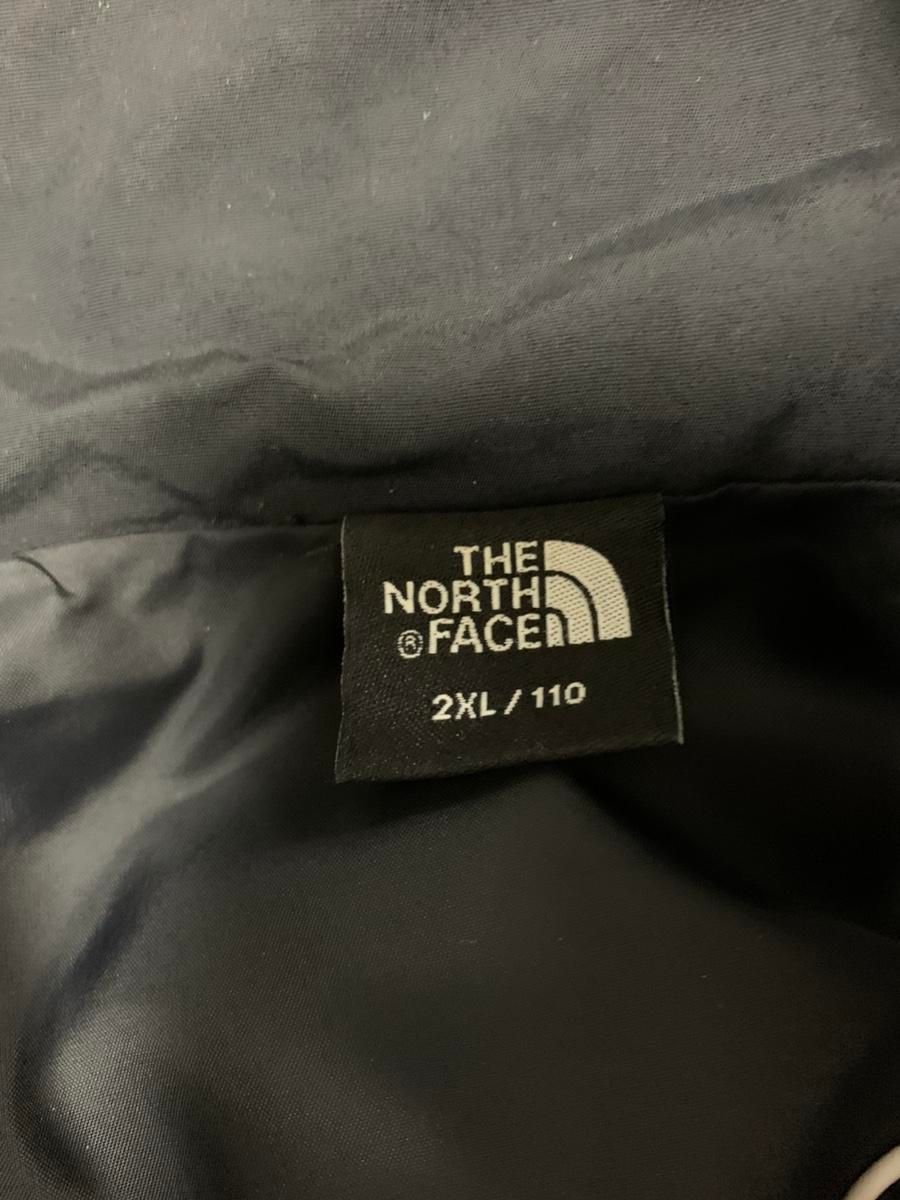 THE
NORTH
® FACE
2XL / 110